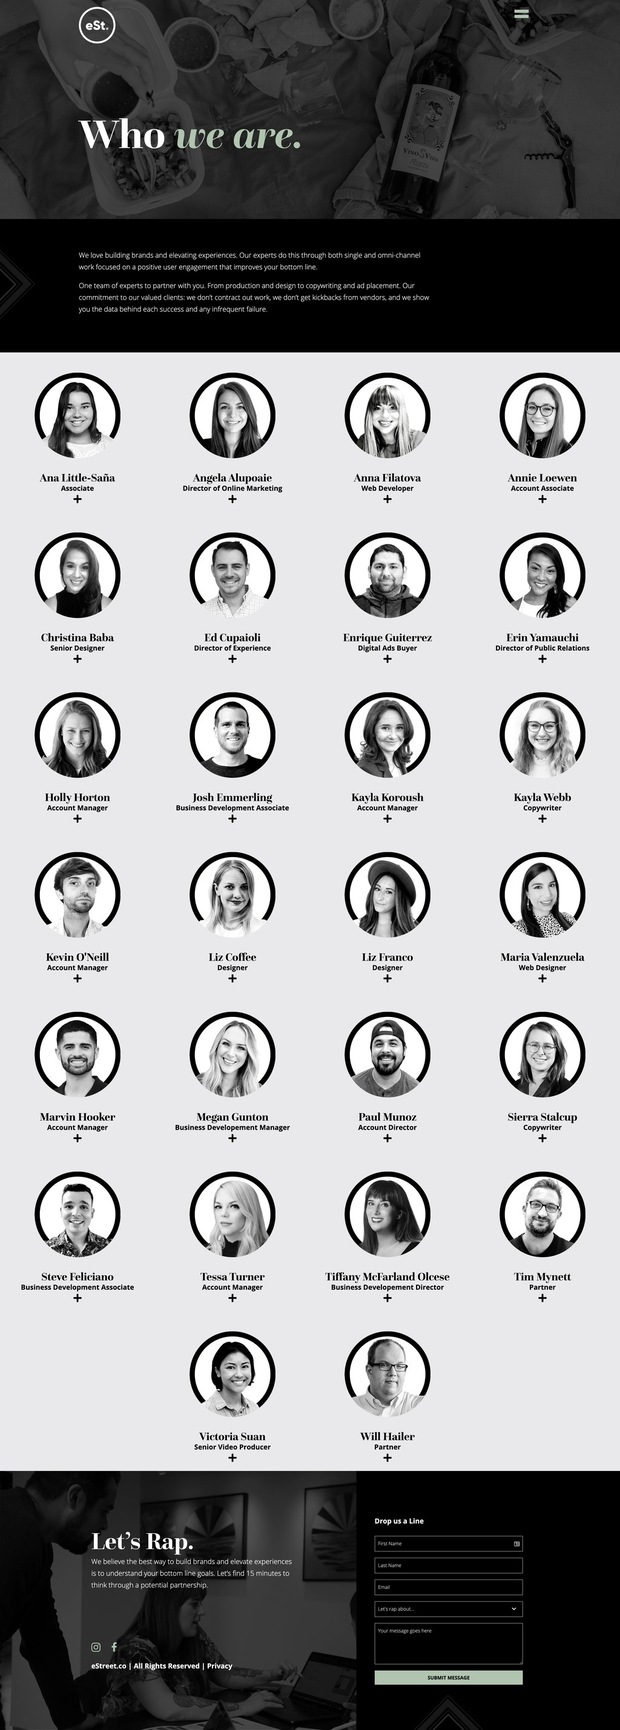 eSt.
Who we are.
VINO VIVO
We love building brands and elevating experiences. Our experts do this through both single and omni-channel
work focused on a positive user engagement that improves your bottom line.
One team of experts to partner with you. From production and design to copywriting and ad placement. Our
commitment to our valued clients: we don't contract out work, we don't get kickbacks from vendors, and we show
you the data behind each success and any infrequent failure.
Ana Little-Saña
Associate
Angela Alupoaie
Director of Online Marketing
Anna Filatova
Web Developer
Annie Loewen
Account Associate
Christina Baba
Senior Designer
Ed Cupaioli
Director of Experience
Enrique Guiterrez
Digital Ads Buyer
Erin Yamauchi
Director of Public Relations
Holly Horton
Account Manager
Josh Emmerling
Business Development Associate
Kayla Koroush
Account Manager
Kayla Webb
Copywriter
Kevin O'Neill
Account Manager
Liz Coffee
Designer
Liz Franco
Designer
Maria Valenzuela
Web Designer
Marvin Hooker
Account Manager
Megan Gunton
Business Developement Manager
Paul Munoz
Account Director
Sierra Stalcup
Copywriter
Steve Feliciano
Business Development Associate
Tessa Turner
Account Manager
Tiffany McFarland Olcese
Business Developement Director
Tim Mynett
Partner
Victoria Suan
Senior Video Producer
Will Hailer
Partner
Let's Rap.
We believe the best way to build brands and elevate experiences
is to understand your bottom line goals. Let's find 15 minutes to
think through a potential partnership.
eStreet.co | All Rights Reserved | Privacy
Drop us a Line
First Name
Last Name
Email
Let's rap about...
Your message goes here
SUBMIT MESSAGE